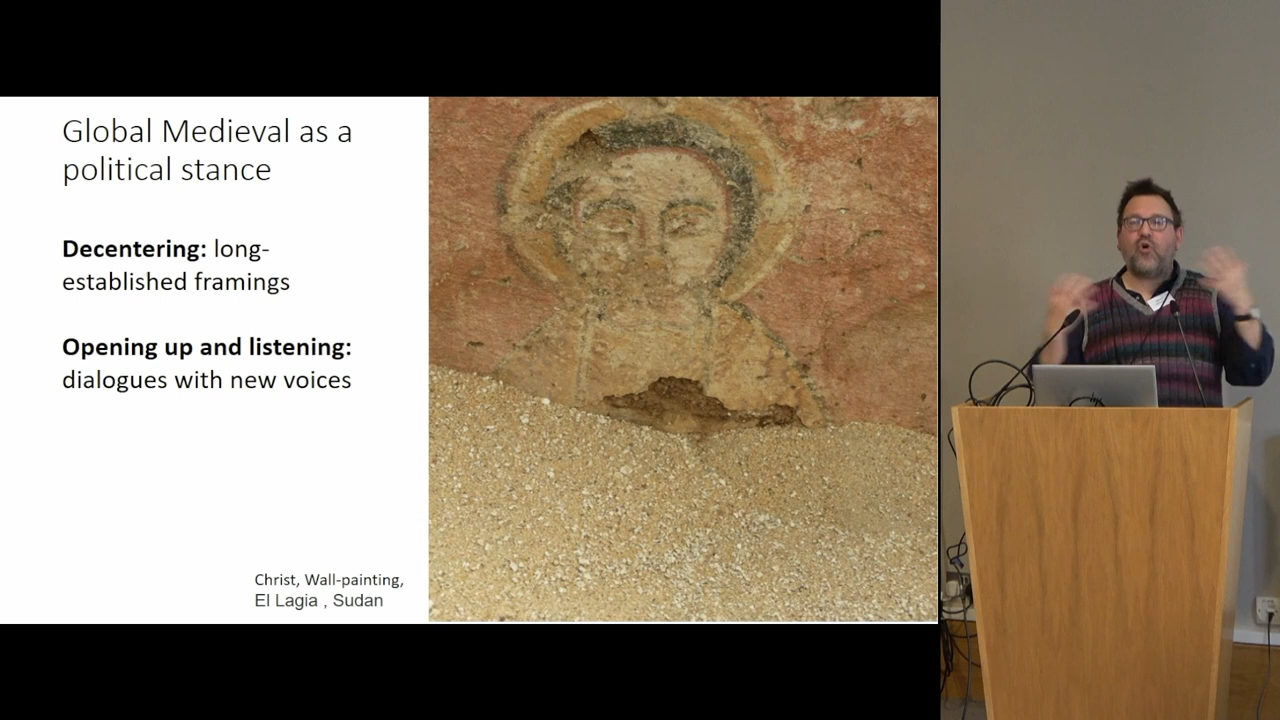 Global Medieval as a
political stance
Decentering: long-
established framings
Opening up and listening:
dialogues with new voices
Christ, Wall-painting,
El Lagia , Sudan